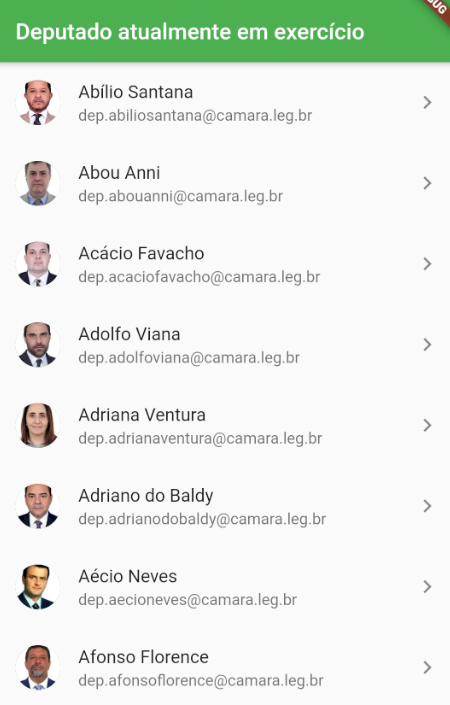 Deputado atualmente em exercício
Abílio Santana
dep.abiliosantana@camara.leg.br
Abou Anni
dep.abouanni@camara.leg.br
Acácio Favacho
dep.acaciofavacho@camara.leg.br
Adolfo Viana
dep.adolfoviana@camara.leg.br
Adriana Ventura
dep.adrianaventura@camara.leg.br
Adriano do Baldy
dep.adrianodobaldy@camara.leg.br
Aécio Neves
dep.aecioneves@camara.leg.br
Afonso Florence
dep.afonsoflorence@camara.leg.br